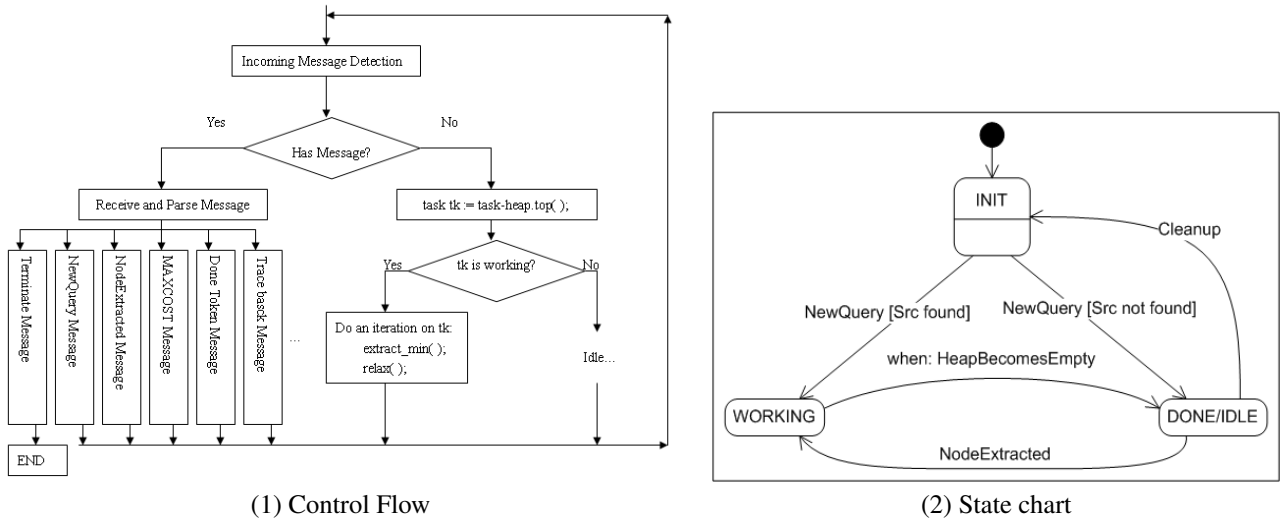 Incoming Message Detection
Yes
No
Has Message?
Receive and Parse Message
task tk := task-heap.top( );
Terminate Message
NewQuery Message
NodeExtracted Message
MAXCOST Message
Done Token Message
Trace basck Message
...
Yes
tk is working?
No
Do an iteration on tk:
extract_min( );
relax( );
Idle...
END
(1) Control Flow
INIT
Cleanup
NewQuery [Src found]
NewQuery [Src not found]
when: HeapBecomesEmpty
WORKING
DONE/IDLE
NodeExtracted
(2) State chart